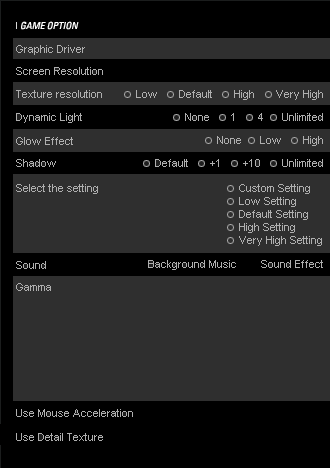 GAME OPTION
Graphic Driver
Screen Resolution
Texture resolution Low Default High Very High
Dynamic Light None 1 4 Unlimited
Glow Effect None Low High
Shadow Default +1 +10 Unlimited
Select the setting Custom Setting
Low Setting
Default Setting
High Setting
Very High Setting
Sound Background Music Sound Effect
Gamma
Use Mouse Acceleration
Use Detail Texture